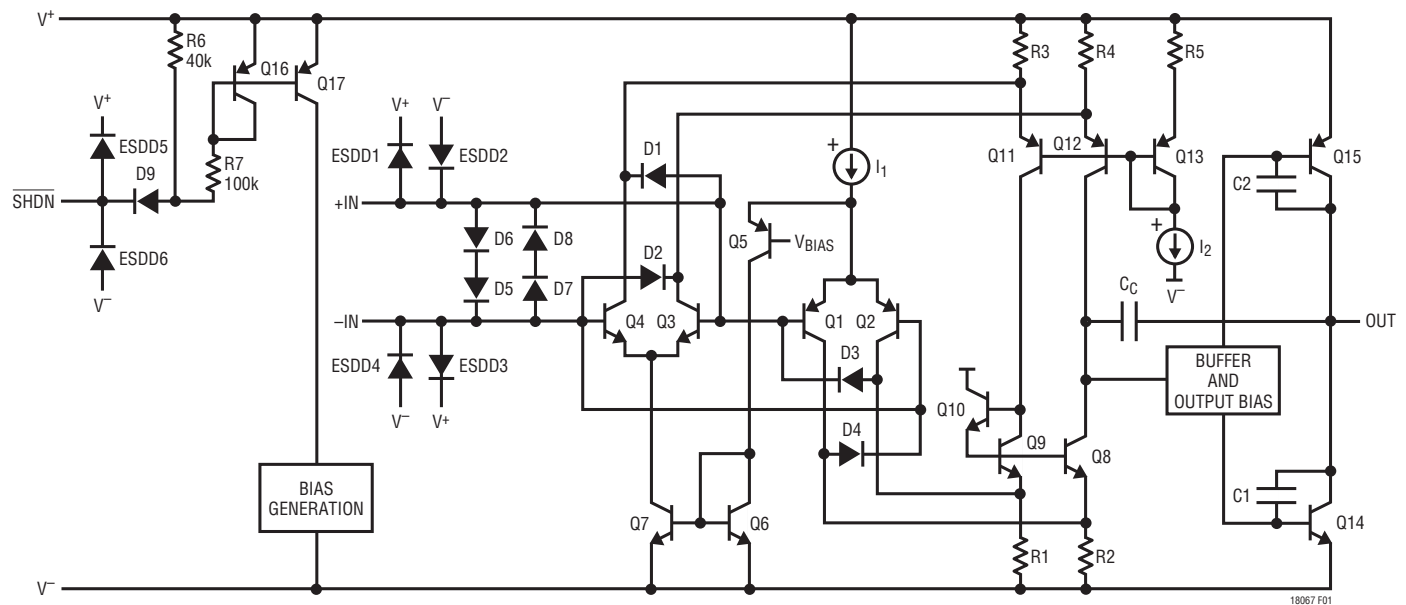 V+
R6
40k
Q16
Q17
V+
ESDD5
D9
R7
100k
SHDN
ESDD6
V−
V+
V−
ESDD1
ESDD2
D1
+IN
D6
D8
D2
D5
D7
−IN
Q4
Q3
ESDD4
ESDD3
V−
V+
+
I1
Q5
VBIAS
Q1
Q2
D3
D4
R3
R4
R5
Q11
Q12
Q13
+
I2
V−
CC
Q10
Q9
Q8
C2
Q15
OUT
BUFFER
AND
OUTPUT BIAS
C1
Q14
BIAS
GENERATION
Q7
Q6
R1
R2
V−
18067 F01